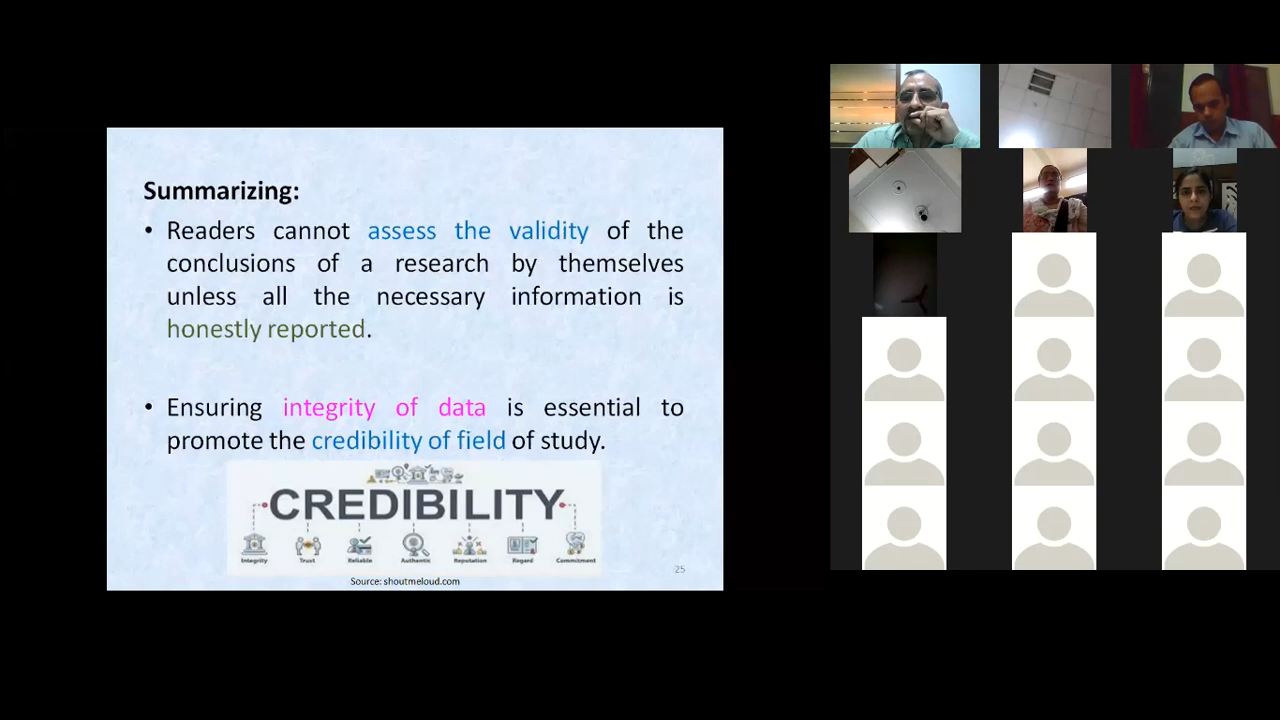 Summarizing:
• Readers cannot assess the validity of the
conclusions of a research by themselves
unless all the necessary information is
honestly reported.
• Ensuring integrity of data is essential to
promote the credibility of field of study.
CREDIBILITY
Integrity Trust Reliable Authentic Reputation Regard Commitment
Source: shoutmeloud.com
25